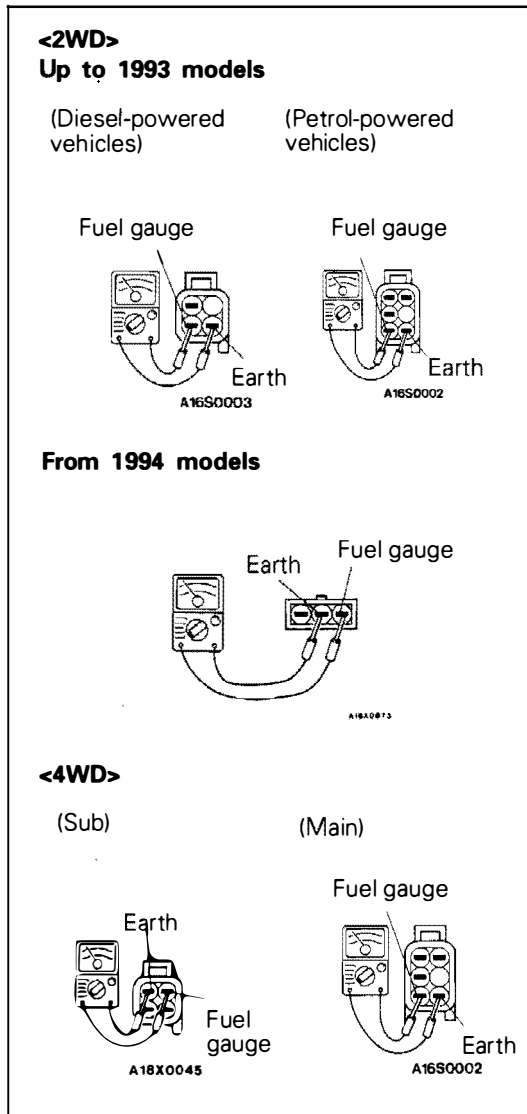 <2WD>
Up to 1993 models
(Diesel-powered vehicles)
(Petrol-powered vehicles)
Fuel gauge
Earth
A16S0003
Fuel gauge
Earth
A16S0002
From 1994 models
Earth
Fuel gauge
A16X0873
<4WD>
(Sub)
(Main)
Earth
Fuel gauge
A18X0045
Fuel gauge
Earth
A16S0002